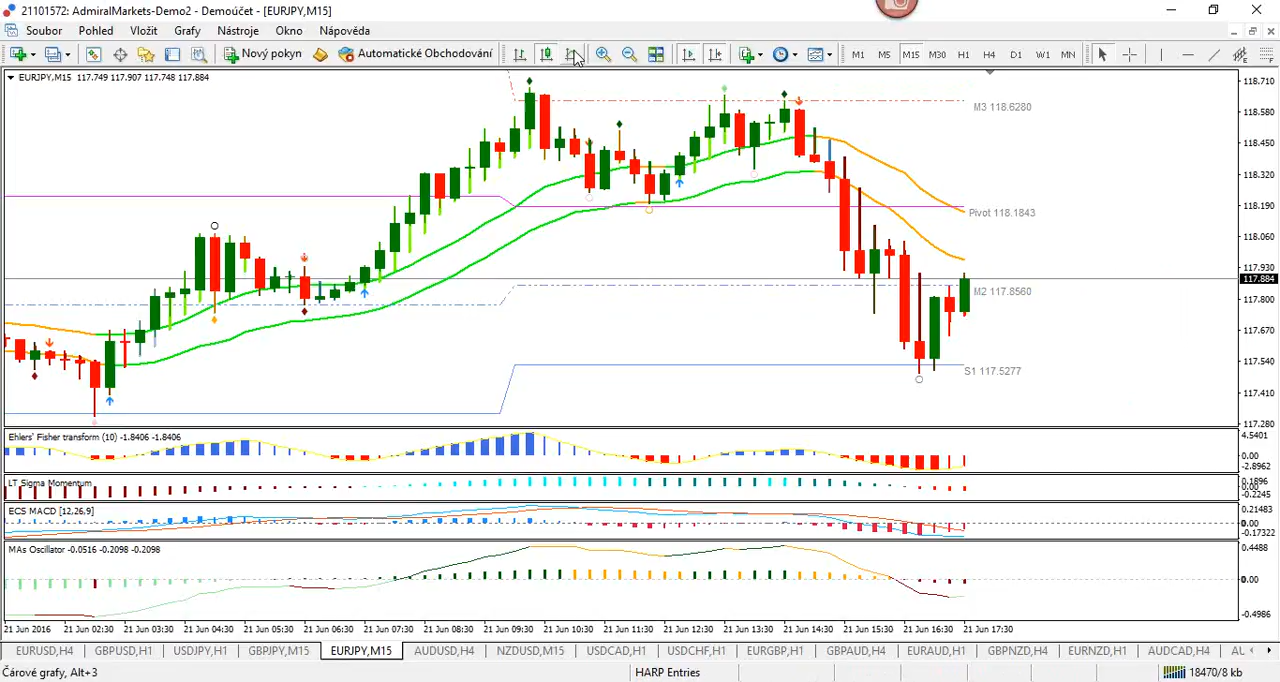 21101572: AdmiralMarkets-Demo2 - Demoúčet - [EURJPY,M15]
Soubor Pohled Vložit Grafy Nástroje Okno Nápověda
Nový pokyn Automatické Obchodování M1 M5 M15 M30 H1 H4 D1 W1 MN
EURJPY,M15 117.749 117.907 117.748 117.884
118.710
M3 118.6280
118.580
118.450
118.320
118.190
Pivot 118.1843
118.060
117.930
117.884
M2 117.8560
117.800
117.670
117.540
S1 117.5277
117.410
117.280
Ehlers' Fisher transform (10) -1.8406 -1.8406
4.5401
0.00
-2.8962
LT Sigma Momentum
0.1896
0.00
-0.2245
ECS MACD [12,26,9]
0.21483
0.00
-0.17322
MAs Oscillator -0.0516 -0.2098 -0.2098
0.4488
0.00
-0.4986
21 Jun 2016 21 Jun 02:30 21 Jun 03:30 21 Jun 04:30 21 Jun 05:30 21 Jun 06:30 21 Jun 07:30 21 Jun 08:30 21 Jun 09:30 21 Jun 10:30 21 Jun 11:30 21 Jun 12:30 21 Jun 13:30 21 Jun 14:30 21 Jun 15:30 21 Jun 16:30 21 Jun 17:30
EURUSD,H4 GBPUSD,H1 USDJPY,H1 GBPJPY,M15 EURJPY,M15 AUDUSD,H4 NZDUSD,M15 USDCAD,H1 USDCHF,H1 EURGBP,H1 GBPAUD,H4 EURAUD,H1 GBPNZD,H4 EURNZD,H1 AUDCAD,H4 AU
Čárové grafy, Alt+3 HARP Entries 18470/8 kb